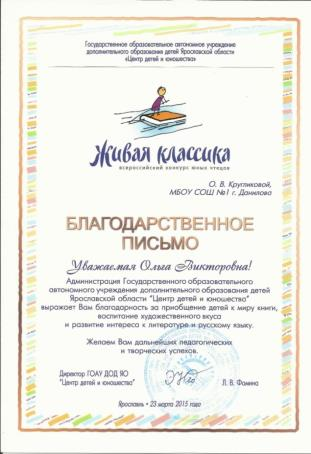 Государственное образовательное автономное учреждение
дополнительного образования детей Ярославской области
«Центр детей и юношества»
Живая классика
всероссийский конкурс юных чтецов
О. В. Кругликовой,
МБОУ СОШ №1 г. Данилова
БЛАГОДАРСТВЕННОЕ
ПИСЬМО
Уважаемая Ольга Викторовна!
Администрация Государственного образовательного
автономного учреждения дополнительного образования детей
Ярославской области "Центр детей и юношества"
выражает Вам благодарность за приобщение детей к миру книги,
воспитание художественного вкуса
и развитие интереса к литературе и русскому языку.
Желаем Вам дальнейших педагогических
и творческих успехов.
Директор ГОАУ ДОД ЯО
"Центр детей и юношества"
Л. В. Фомина
Ярославль • 23 марта 2015 года